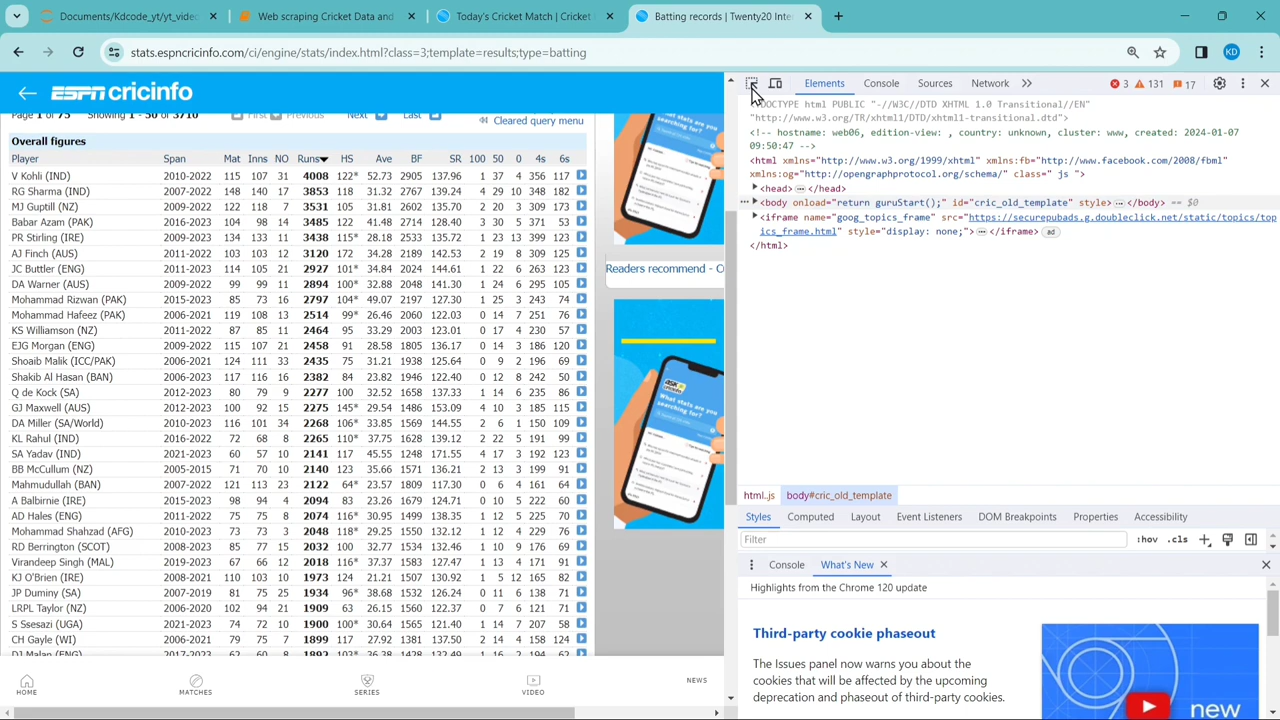 Documents/Kdcode_yt/yt_video
Web scraping Cricket Data and
Today's Cricket Match | Cricket
Batting records | Twenty20 Inte
stats.espncricinfo.com/ci/engine/stats/index.html?class=3;template=results;type=batting
KD
ESPN cricinfo
Page 1 of 75 Showing 1 - 50 of 3710 First Previous Next Last
Cleared query menu
Overall figures
Player Span Mat Inns NO Runs HS Ave BF SR 100 50 0 4s 6s
V Kohli (IND) 2010-2022 115 107 31 4008 122* 52.73 2905 137.96 1 37 4 356 117
RG Sharma (IND) 2007-2022 148 140 17 3853 118 31.32 2767 139.24 4 29 10 348 182
MJ Guptill (NZ) 2009-2022 122 118 7 3531 105 31.81 2602 135.70 2 20 3 309 173
Babar Azam (PAK) 2016-2023 104 98 14 3485 122 41.48 2714 128.40 3 30 5 371 53
PR Stirling (IRE) 2009-2023 134 133 11 3438 115* 28.18 2533 135.72 1 23 13 399 123
AJ Finch (AUS) 2011-2022 103 103 12 3120 172 34.28 2189 142.53 2 19 8 309 125
JC Buttler (ENG) 2011-2023 114 105 21 2927 101* 34.84 2024 144.61 1 22 6 263 123
DA Warner (AUS) 2009-2023 99 99 11 2894 100* 32.88 2048 141.30 1 24 6 295 105
Mohammad Rizwan (PAK) 2015-2023 85 73 16 2797 104* 49.07 2197 127.30 1 25 3 243 74
Mohammad Hafeez (PAK) 2006-2021 119 108 13 2514 99* 26.46 2060 122.03 0 14 7 251 76
KS Williamson (NZ) 2011-2022 87 85 11 2464 95 33.29 2003 123.01 0 17 4 230 57
EJG Morgan (ENG) 2009-2022 115 107 21 2458 91 28.58 1805 136.17 0 14 3 186 120
Shoaib Malik (ICC/PAK) 2006-2021 124 111 33 2435 75 31.21 1938 125.64 0 9 2 196 69
Shakib Al Hasan (BAN) 2006-2023 117 116 16 2382 84 23.82 1946 122.40 0 12 8 242 50
Q de Kock (SA) 2012-2023 80 79 9 2277 100 32.52 1658 137.33 1 14 6 235 86
GJ Maxwell (AUS) 2012-2023 100 92 15 2275 145* 29.54 1486 153.09 4 10 3 185 115
DA Miller (SA/World) 2010-2023 116 101 34 2268 106* 33.85 1569 144.55 2 6 1 150 109
KL Rahul (IND) 2016-2022 72 68 8 2265 110* 37.75 1628 139.12 2 22 5 191 99
SA Yadav (IND) 2021-2023 60 57 10 2141 117 45.55 1248 171.55 4 17 3 192 123
BB McCullum (NZ) 2005-2015 71 70 10 2140 123 35.66 1571 136.21 2 13 3 199 91
Mahmudullah (BAN) 2007-2022 121 113 23 2122 64* 23.57 1809 117.30 0 6 4 161 64
A Balbirnie (IRE) 2015-2023 98 94 4 2094 83 23.26 1679 124.71 0 10 5 222 60
AD Hales (ENG) 2011-2022 75 75 8 2074 116* 30.95 1499 138.35 1 12 5 225 70
Mohammad Shahzad (AFG) 2010-2023 73 73 3 2048 118* 29.25 1550 132.12 1 13 4 229 76
RD Berrington (SCOT) 2008-2023 85 77 15 2032 100 32.77 1534 132.46 1 10 9 176 69
Virandeep Singh (MAL) 2019-2023 67 66 12 2018 116* 37.37 1583 127.47 1 13 4 171 91
KJ O'Brien (IRE) 2008-2021 110 103 10 1973 124 21.21 1507 130.92 1 5 12 165 82
JP Duminy (SA) 2007-2019 81 75 25 1934 96* 38.68 1532 126.24 0 11 6 138 71
LRPL Taylor (NZ) 2006-2020 102 94 21 1909 63 26.15 1560 122.37 0 7 6 121 71
S Ssesazi (UGA) 2021-2023 74 72 10 1900 100* 30.64 1565 121.40 1 14 7 207 58
CH Gayle (WI) 2006-2021 79 75 7 1899 117 27.92 1381 137.50 2 14 4 158 124
DJ Malan (ENG) 2017-2023 62 60 8 1892 103* 36.38 1428 132.49 1 16 2 194 62
What stats are you searching for?
Readers recommend - C
ASK
cricinfo
What stats are you searching for?
HOME MATCHES SERIES VIDEO NEWS
Elements Console Sources Network 3 131 17
<!DOCTYPE html PUBLIC "-//W3C//DTD XHTML 1.0 Transitional//EN"
"http://www.w3.org/TR/xhtml1/DTD/xhtml1-transitional.dtd">
<!-- hostname: web06, edition-view: , country: unknown, cluster: www, created: 2024-01-07
09:50:47 -->
<html xmlns="http://www.w3.org/1999/xhtml" xmlns:fb="http://www.facebook.com/2008/fbml"
xmlns:og="http://opengraphprotocol.org/schema/" class=" js ">
<head> … </head>
<body onload="return guruStart();" id="cric_old_template" style> … </body> == $0
<iframe name="goog_topics_frame" src="https://securepubads.g.doubleclick.net/static/topics/top
ics_frame.html" style="display: none;"> … </iframe> ad
</html>
html.js body#cric_old_template
Styles Computed Layout Event Listeners DOM Breakpoints Properties Accessibility
Filter :hov .cls
Console What's New
Highlights from the Chrome 120 update
Third-party cookie phaseout
The Issues panel now warns you about the
cookies that will be affected by the upcoming
deprecation and phaseout of third-party cookies.
new